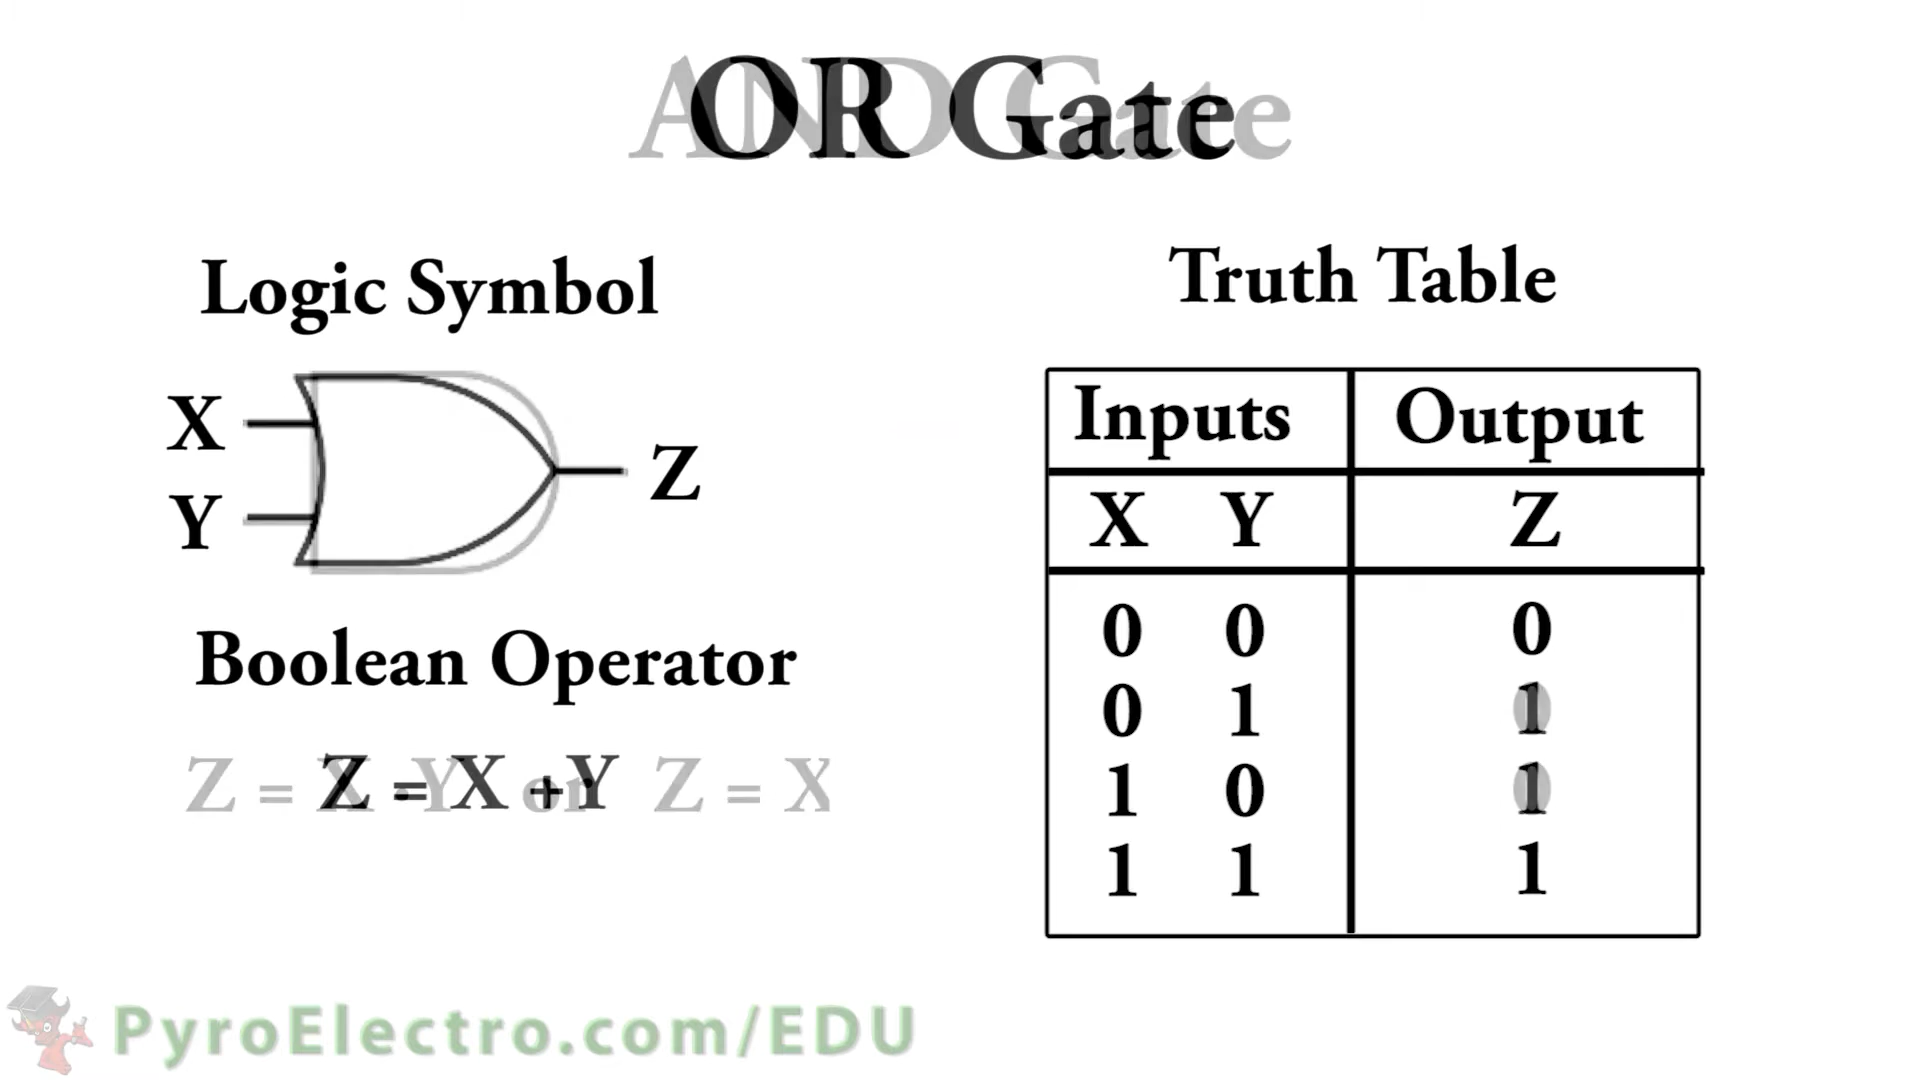 OR Gate
AND Gate
Logic Symbol
X
Y
Z
Boolean Operator
Z = X + Y
Z = X · Y or Z = X
Truth Table
Inputs Output
X Y Z
0 0 0
0 1 1
1 0 1
1 1 1
PyroElectro.com/EDU